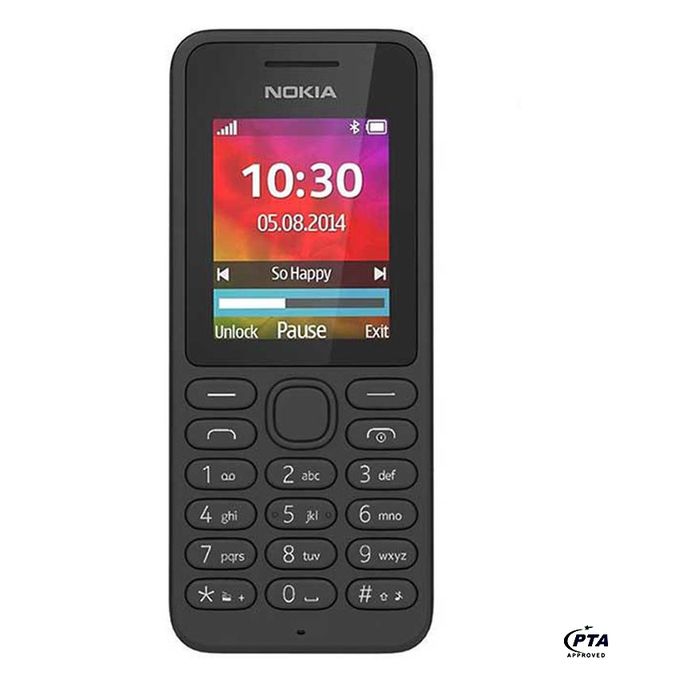 NOKIA
10:30
05.08.2014
So Happy
Unlock Pause Exit
1 2 abc 3 def
4 ghi 5 jkl 6 mno
7 pqrs 8 tuv 9 wxyz
* + 0 #
PTA
APPROVED